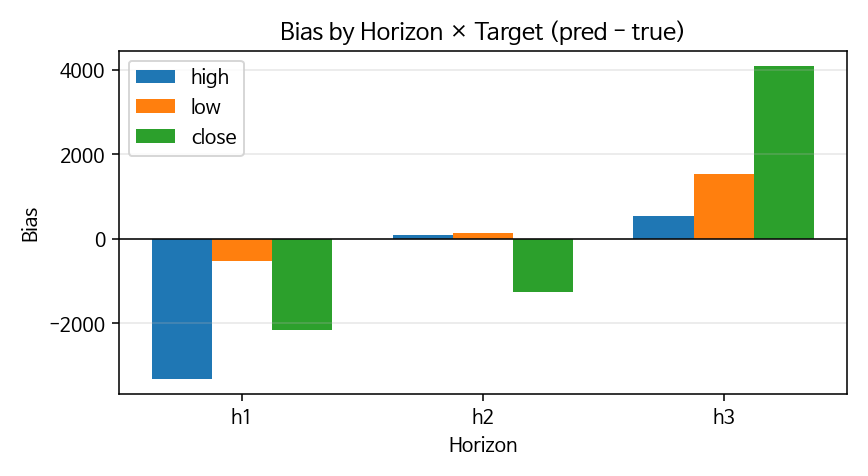 Bias by Horizon × Target (pred − true)
high
low
close
4000
2000
0
−2000
Bias
h1
h2
h3
Horizon